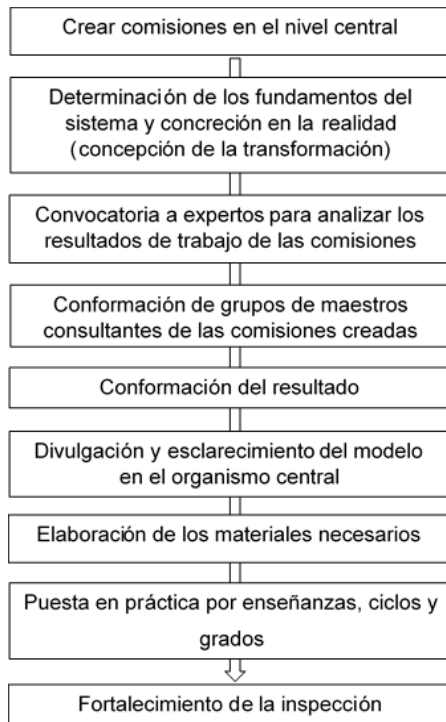 Crear comisiones en el nivel central
Determinación de los fundamentos del
sistema y concreción en la realidad
(concepción de la transformación)
Convocatoria a expertos para analizar los
resultados de trabajo de las comisiones
Conformación de grupos de maestros
consultantes de las comisiones creadas
Conformación del resultado
Divulgación y esclarecimiento del modelo
en el organismo central
Elaboración de los materiales necesarios
Puesta en práctica por enseñanzas, ciclos y
grados
Fortalecimiento de la inspección